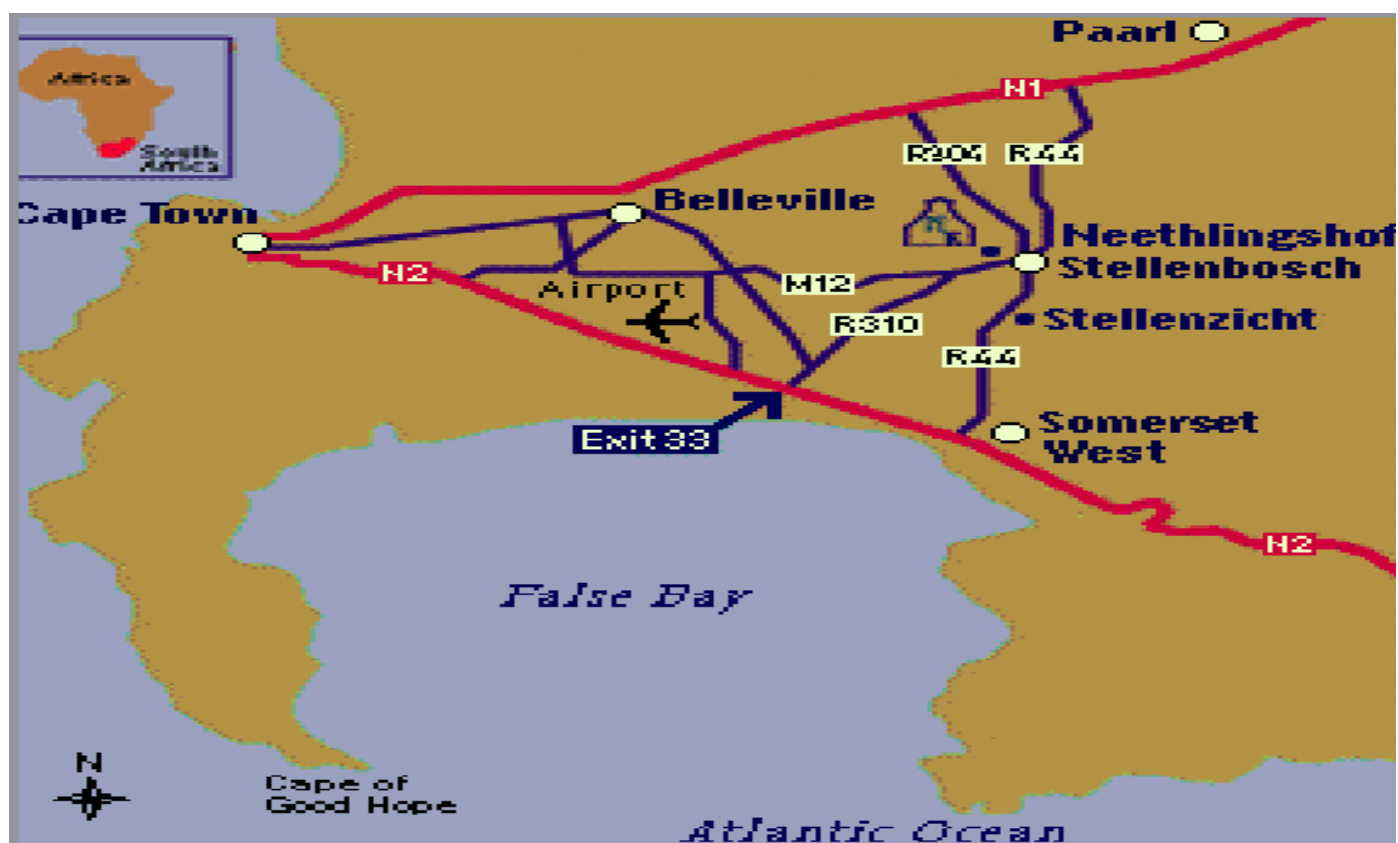 Paarl
Africa
N1
South
Africa
R304
R44
Belleville
Cape Town
Neethlingshof
Stellenbosch
N2
Airport
M12
R310
Stellenzicht
R44
Somerset
West
Exit 33
N2
False Bay
N
Cape of
Good Hope
Atlantic Ocean